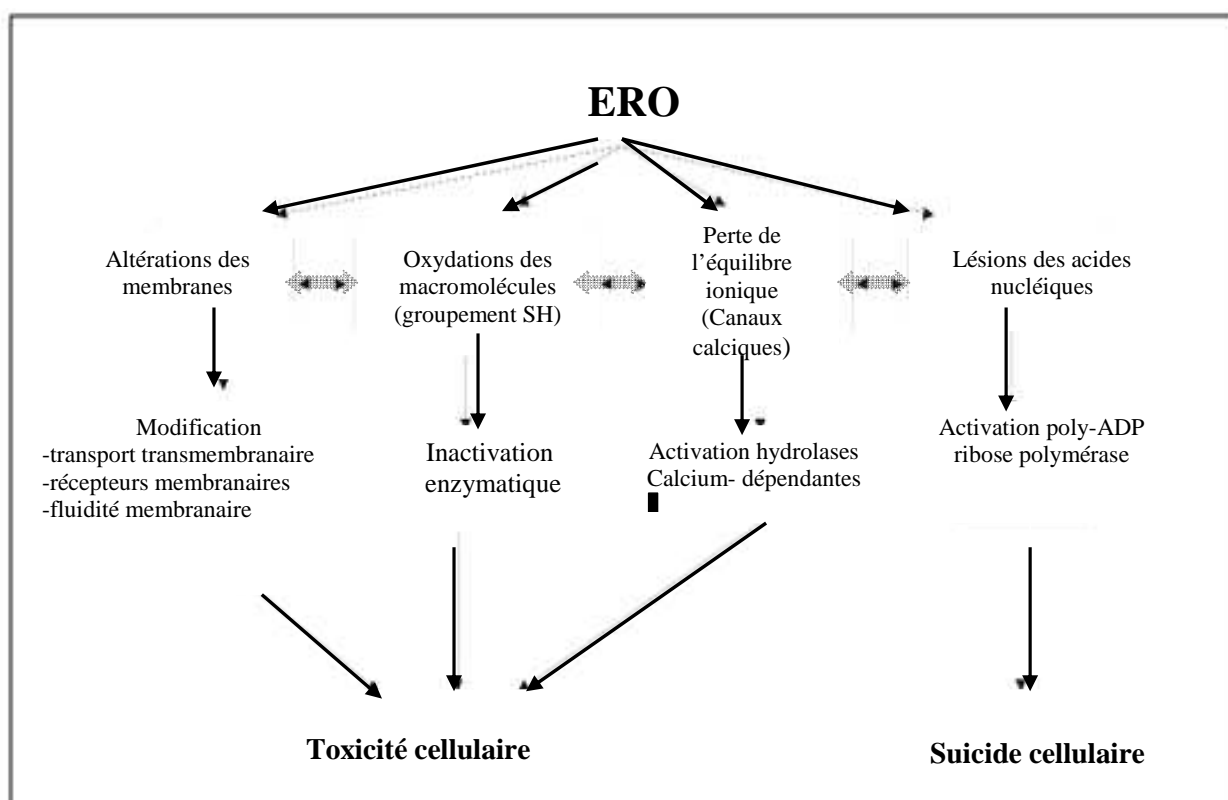 ERO
Altérations des
membranes
Oxydations des
macromolécules
(groupement SH)
Perte de
l'équilibre
ionique
(Canaux
calciques)
Lésions des acides
nucléiques
Modification
-transport transmembranaire
-récepteurs membranaires
-fluidité membranaire
Inactivation
enzymatique
Activation hydrolases
Calcium- dépendantes
Activation poly-ADP
ribose polymérase
Toxicité cellulaire
Suicide cellulaire